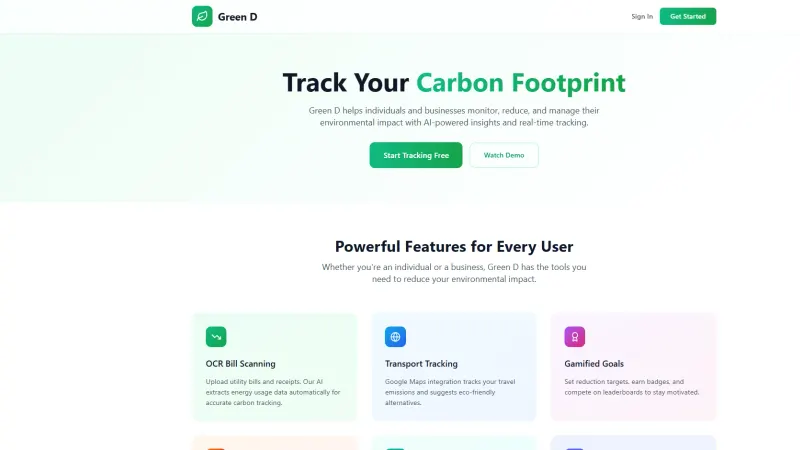 Green D
Sign In
Get Started
Track Your Carbon Footprint
Green D helps individuals and businesses monitor, reduce, and manage their
environmental impact with AI-powered insights and real-time tracking.
Start Tracking Free
Watch Demo
Powerful Features for Every User
Whether you're an individual or a business, Green D has the tools you
need to reduce your environmental impact.
OCR Bill Scanning
Upload utility bills and receipts. Our AI
extracts energy usage data automatically for
accurate carbon tracking.
Transport Tracking
Google Maps integration tracks your travel
emissions and suggests eco-friendly
alternatives.
Gamified Goals
Set reduction targets, earn badges, and
compete on leaderboards to stay motivated.